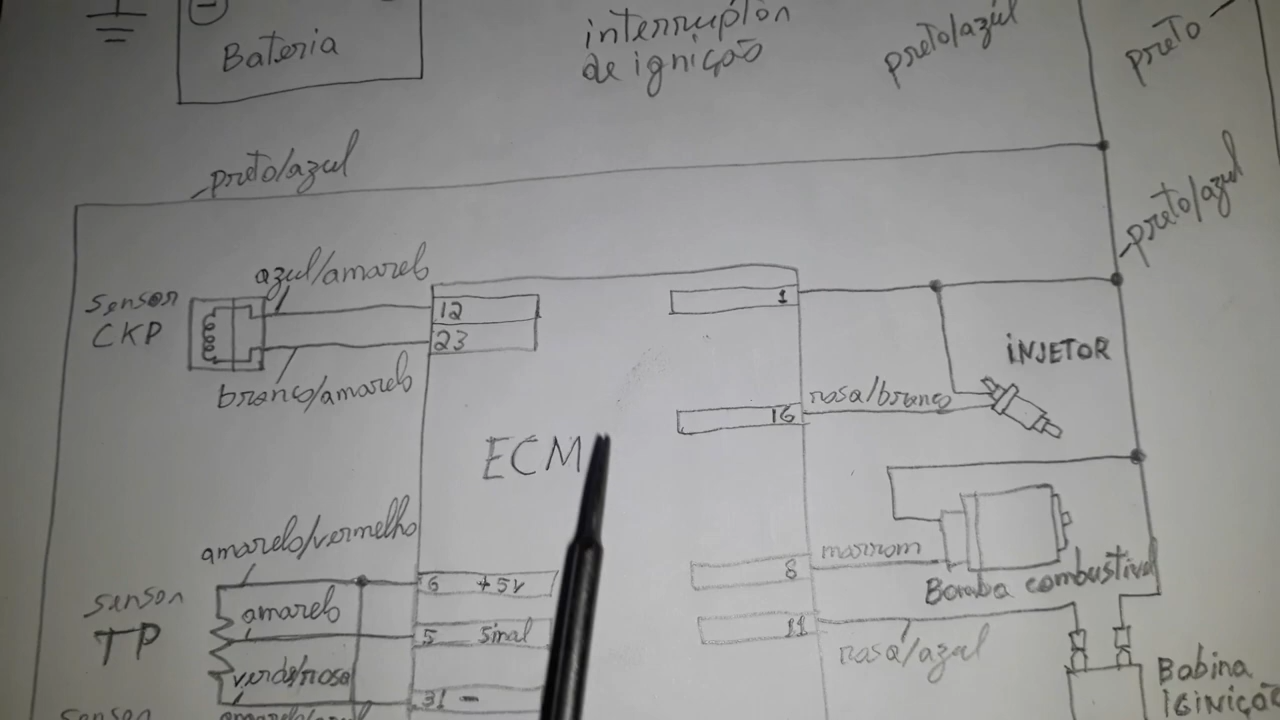 Bateria
interruptor
de ignição
preto/azul
preto
preto/azul
preto/azul
azul/amarelo
sensor
CKP
12
23
branco/amarelo
1
INJETOR
rosa/branco
16
ECM
amarelo/vermelho
sensor
TP
6 +5v
amarelo
5 Sinal
verde/rosa
31 -
marrom
8
Bomba combustível
11
rosa/azul
Bobina
IGINIÇÃO
sensor